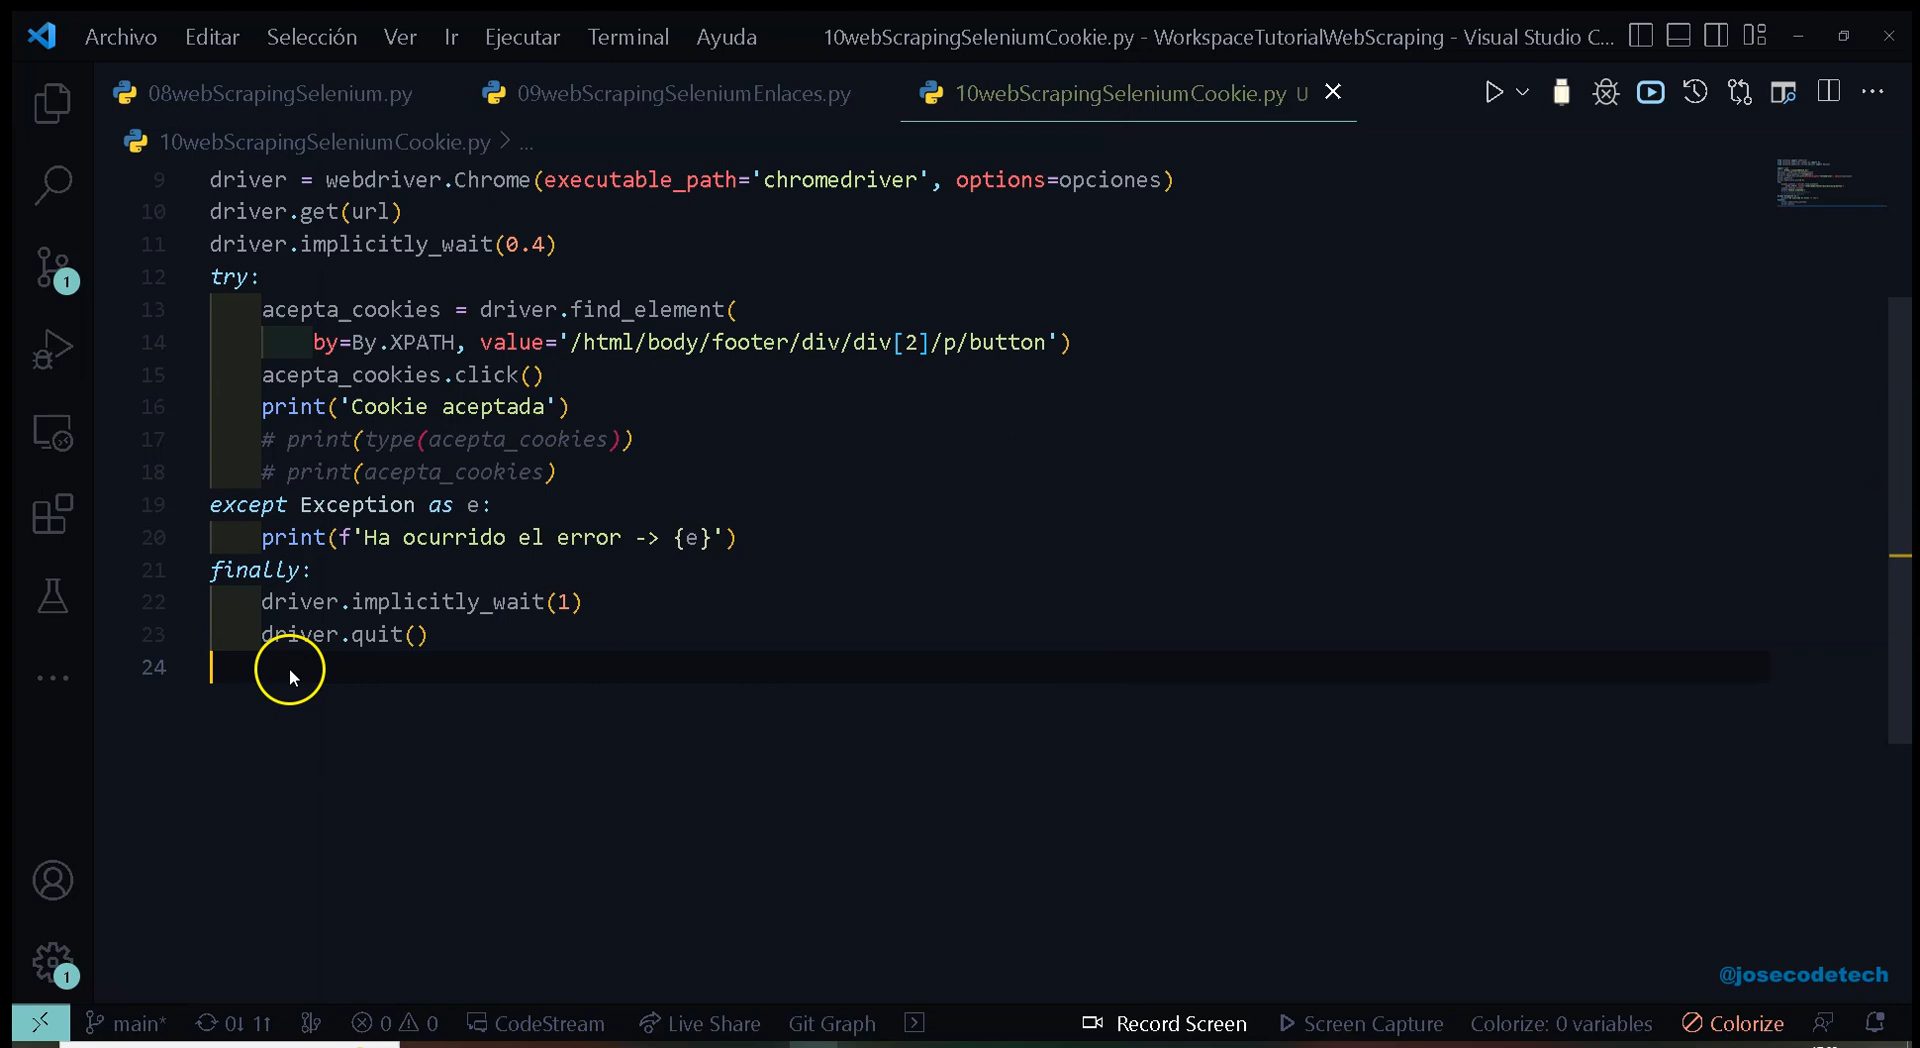 Archivo Editar Selección Ver Ir Ejecutar Terminal Ayuda 10webScrapingSeleniumCookie.py - WorkspaceTutorialWebScraping - Visual Studio C...
08webScrapingSelenium.py 09webScrapingSeleniumEnlaces.py 10webScrapingSeleniumCookie.py U
10webScrapingSeleniumCookie.py > ...
9 driver = webdriver.Chrome(executable_path='chromedriver', options=opciones)
10 driver.get(url)
11 driver.implicitly_wait(0.4)
12 try:
13 acepta_cookies = driver.find_element(
14 by=By.XPATH, value='/html/body/footer/div/div[2]/p/button')
15 acepta_cookies.click()
16 print('Cookie aceptada')
17 # print(type(acepta_cookies))
18 # print(acepta_cookies)
19 except Exception as e:
20 print(f'Ha ocurrido el error -> {e}')
21 finally:
22 driver.implicitly_wait(1)
23 driver.quit()
24
1
1
@josecodetech
main* 0↓ 1↑ 0 0 CodeStream Live Share Git Graph Record Screen Screen Capture Colorize: 0 variables Colorize